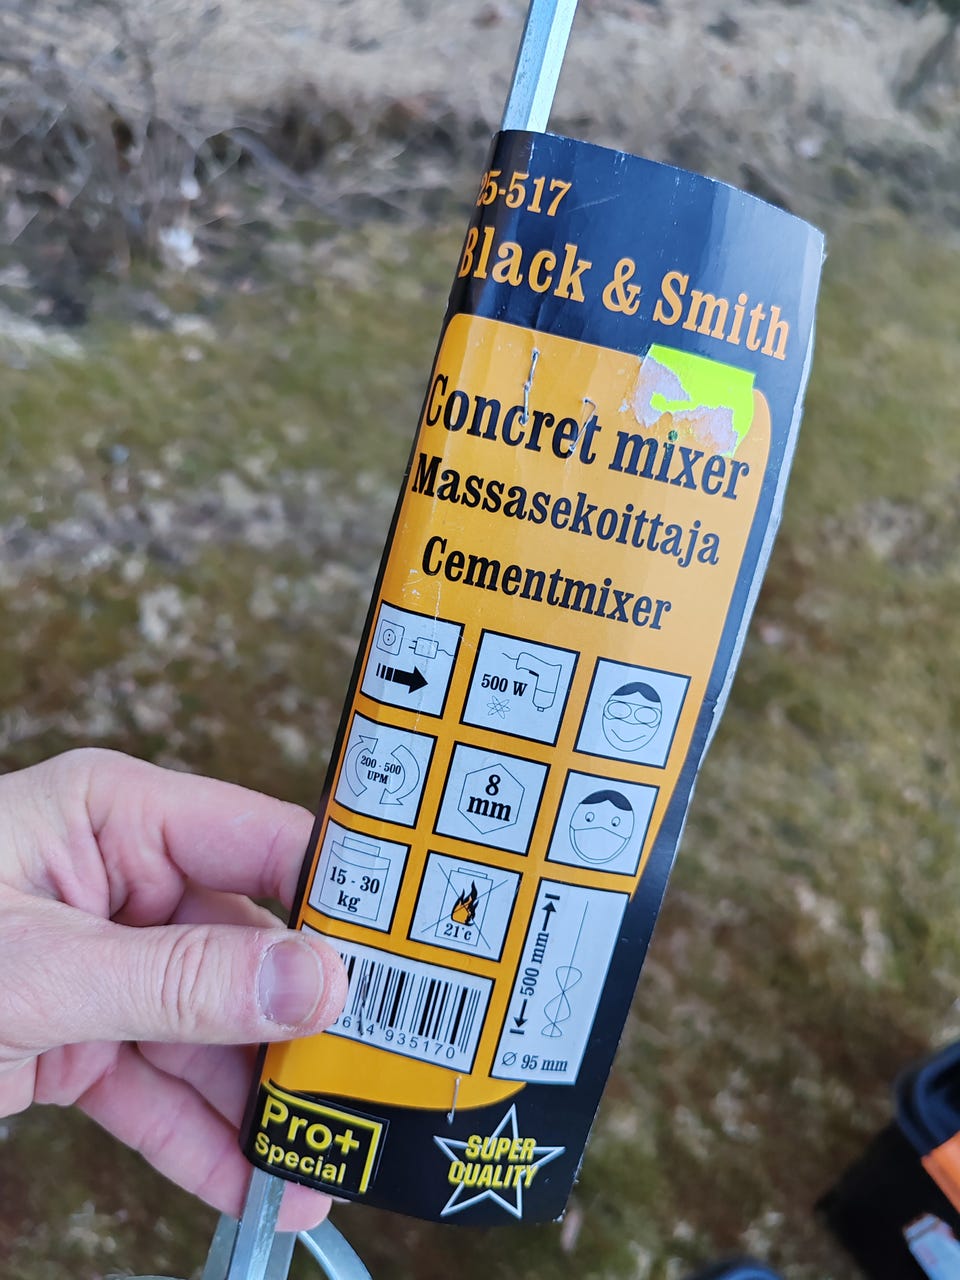 25-517
Black & Smith
Concret mixer
Massasekoittaja
Cementmixer
500 W
200 - 500
UPM
8
mm
15 - 30
kg
21°c
500 mm
Ø 95 mm
935170
Pro+
Special
SUPER
QUALITY